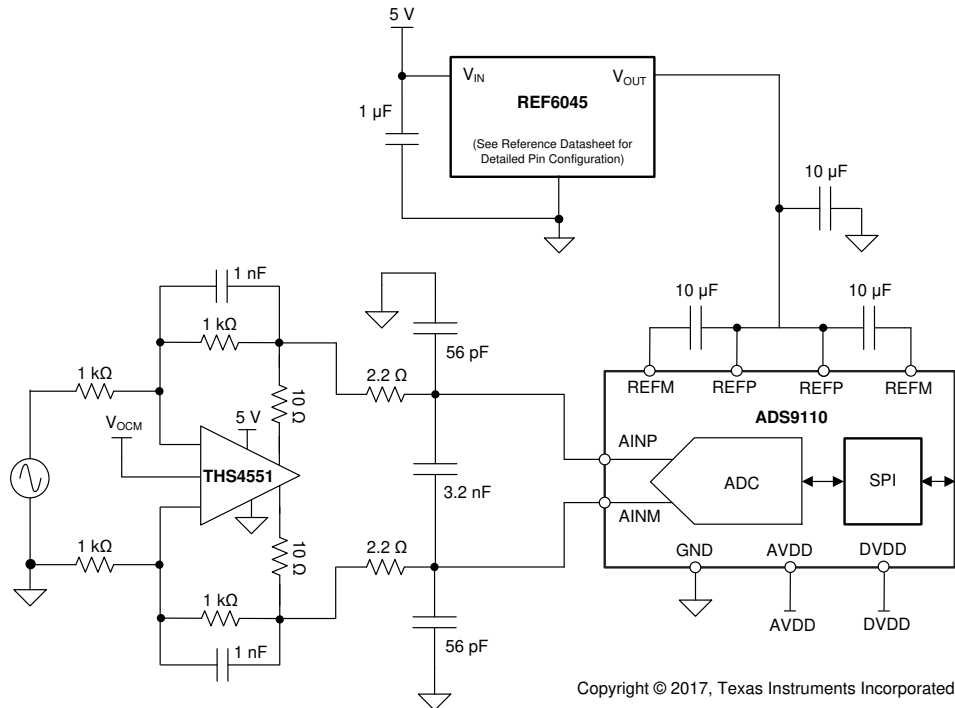 5 V
V_IN
V_OUT
REF6045
1 µF
(See Reference Datasheet for
Detailed Pin Configuration)
10 µF
1 nF
10 µF
10 µF
1 kΩ
56 pF
1 kΩ
2.2 Ω
REFM
REFP
REFP
REFM
10 Ω
ADS9110
V_OCM
5 V
AINP
THS4551
3.2 nF
ADC
SPI
AINM
10 Ω
2.2 Ω
1 kΩ
GND
AVDD
DVDD
1 kΩ
1 nF
56 pF
AVDD
DVDD
Copyright © 2017, Texas Instruments Incorporated